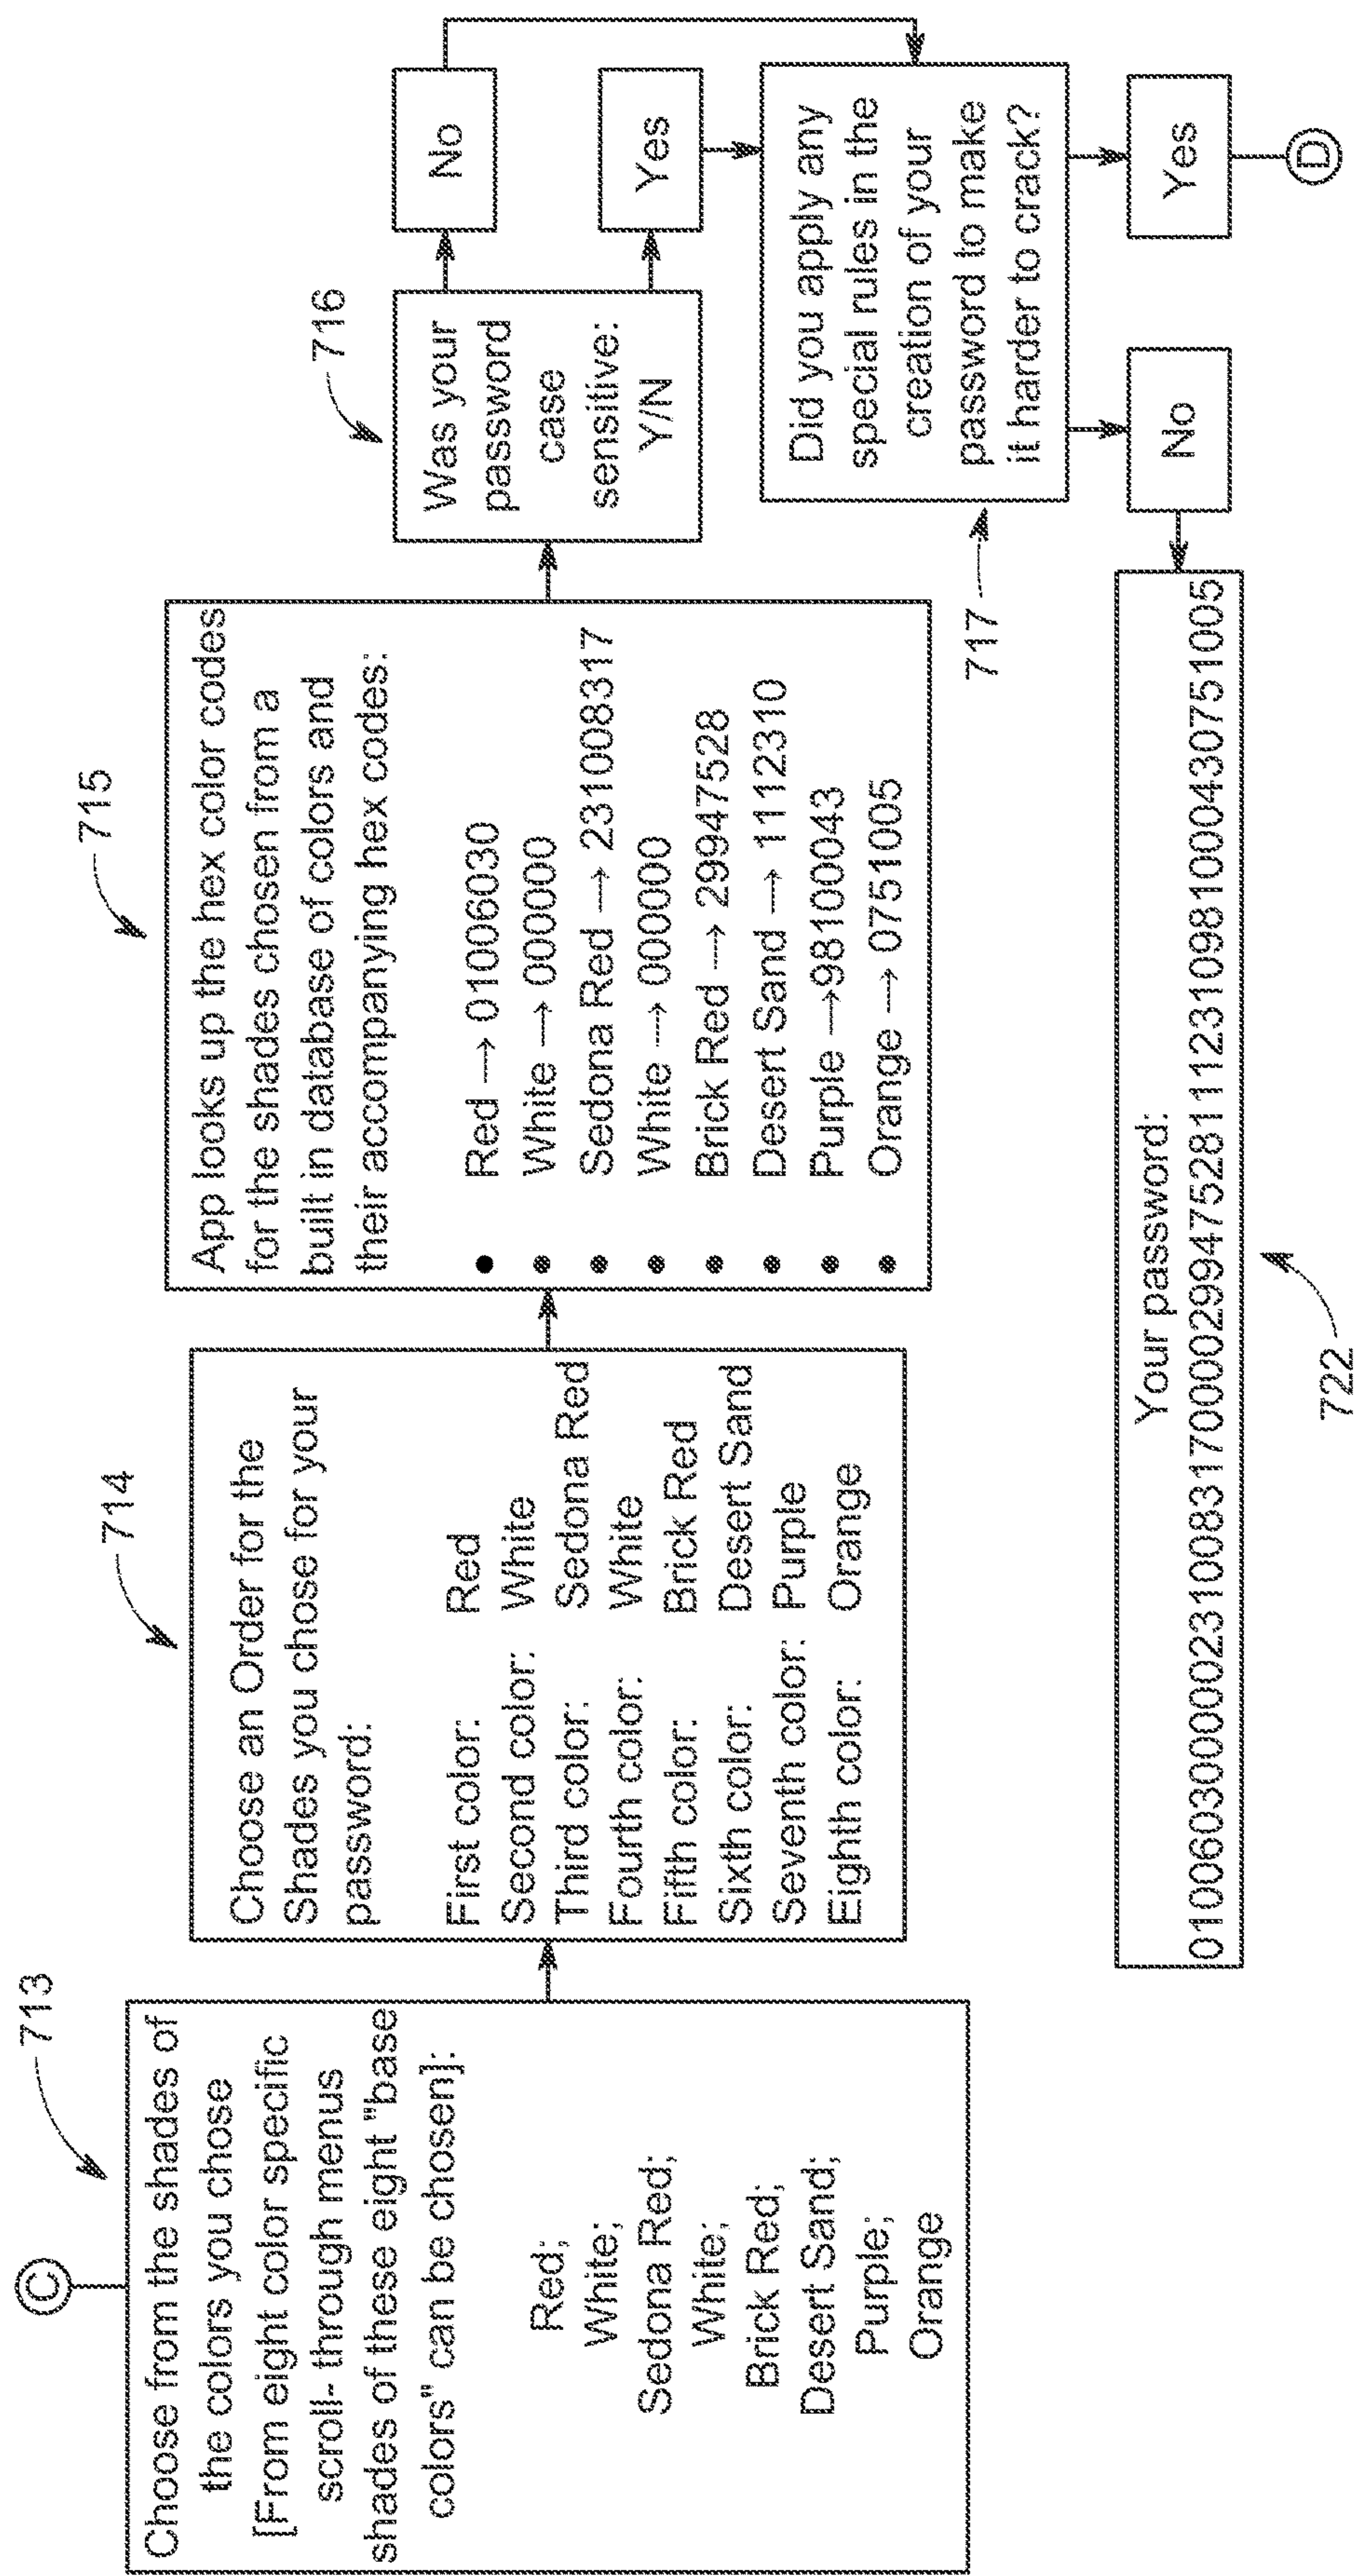 C
713
Choose from the shades of
the colors you chose
[From eight color specific
scroll- through menus
shades of these eight "base
colors" can be chosen]:
Red;
White;
Sedona Red;
White;
Brick Red;
Desert Sand;
Purple;
Orange
714
Choose an Order for the
Shades you chose for your
password:
First color: Red
Second color: White
Third color: Sedona Red
Fourth color: White
Fifth color: Brick Red
Sixth color: Desert Sand
Seventh color: Purple
Eighth color: Orange
715
App looks up the hex color codes
for the shades chosen from a
built in database of colors and
their accompanying hex codes:
• Red → 01006030
• White → 000000
• Sedona Red → 231008317
• White → 000000
• Brick Red → 29947528
• Desert Sand → 1112310
• Purple →98100043
• Orange → 0751005
716
Was your
password
case
sensitive:
Y/N
No
Yes
717
Did you apply any
special rules in the
creation of your
password to make
it harder to crack?
No
Yes
D
Your password:
0100603000002310083170000299475281112310981000430751005
722